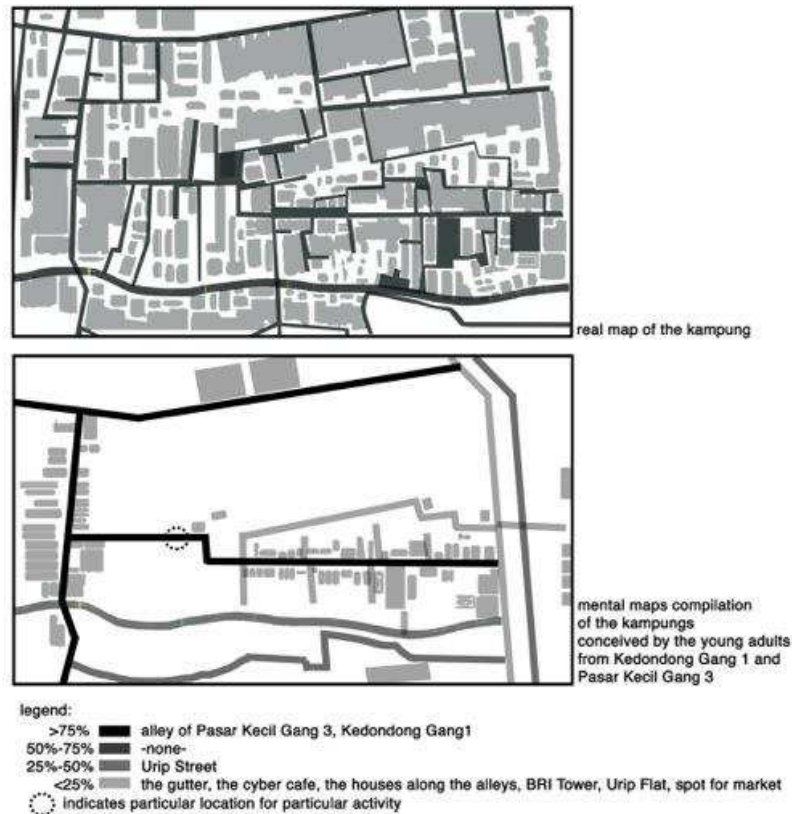 real map of the kampung
mental maps compilation
of the kampungs
conceived by the young adults
from Kedondong Gang 1 and
Pasar Kecil Gang 3
legend:
>75% alley of Pasar Kecil Gang 3, Kedondong Gang1
50%-75% -none-
25%-50% Urip Street
<25% the gutter, the cyber cafe, the houses along the alleys, BRI Tower, Urip Flat, spot for market
indicates particular location for particular activity